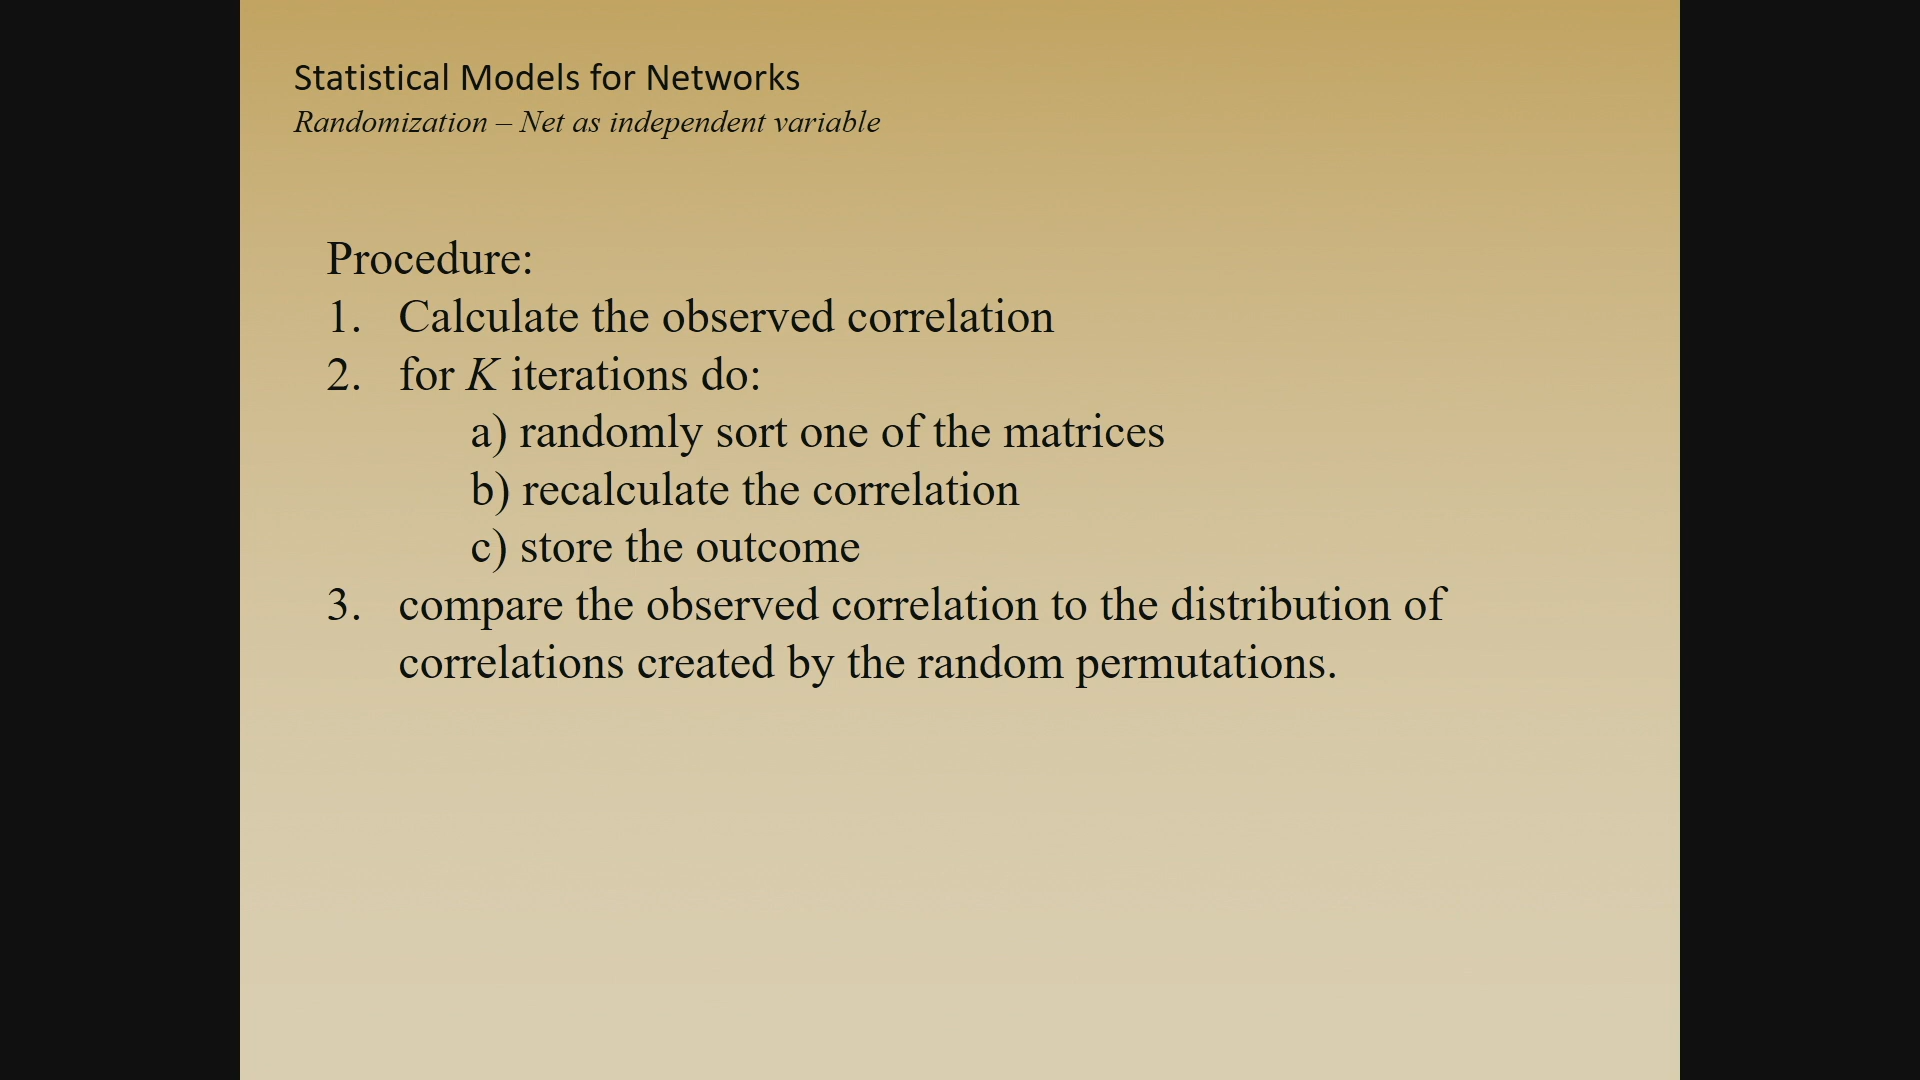 Statistical Models for Networks
Randomization – Net as independent variable
Procedure:
1. Calculate the observed correlation
2. for K iterations do:
a) randomly sort one of the matrices
b) recalculate the correlation
c) store the outcome
3. compare the observed correlation to the distribution of
correlations created by the random permutations.